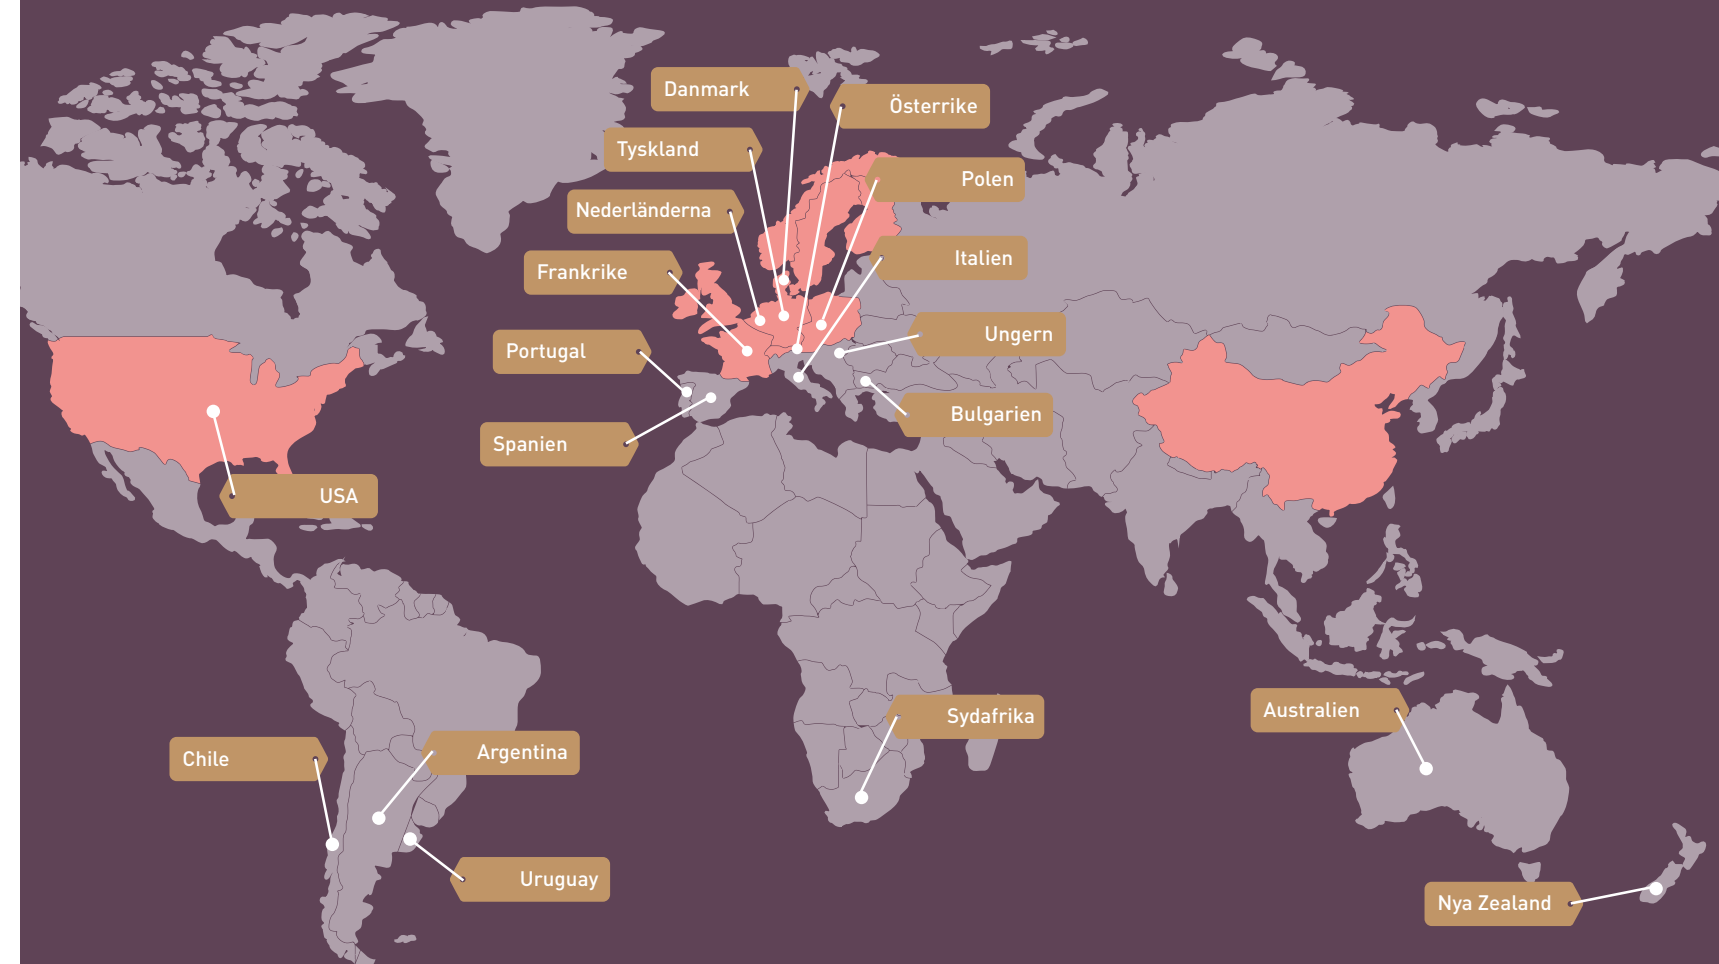 Danmark
Österrike
Tyskland
Polen
Nederländerna
Italien
Frankrike
Ungern
Portugal
Bulgarien
Spanien
USA
Sydafrika
Australien
Argentina
Chile
Uruguay
Nya Zealand